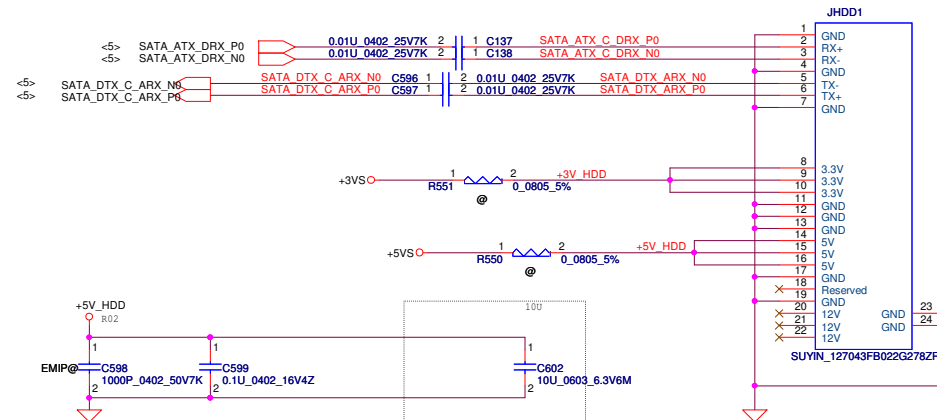 JHDD1
1 GND
<5> SATA_ATX_DRX_P0 0.01U_0402_25V7K 2 1 C137 SATA_ATX_C_DRX_P0 2 RX+
<5> SATA_ATX_DRX_N0 0.01U_0402_25V7K 2 1 C138 SATA_ATX_C_DRX_N0 3 RX-
4 GND
<5> SATA_DTX_C_ARX_N0 SATA_DTX_C_ARX_N0 C596 1 2 0.01U_0402_25V7K SATA_DTX_ARX_N0 5 TX-
<5> SATA_DTX_C_ARX_P0 SATA_DTX_C_ARX_P0 C597 1 2 0.01U_0402_25V7K SATA_DTX_ARX_P0 6 TX+
7 GND
8 3.3V
+3VS 1 2 +3V_HDD 9 3.3V
R551 0_0805_5% 10 3.3V
@ 11 GND
12 GND
13 GND
14 5V
+5VS 1 2 +5V_HDD 15 5V
R550 0_0805_5% 16 5V
@ 17 GND
18 Reserved
19 GND
+5V_HDD 10U 20 12V GND 23
R02 21 12V GND 24
22 12V
SUYIN_127043FB022G278ZR
1 1 1
EMIP@ C598 C599 C602
1000P_0402_50V7K 0.1U_0402_16V4Z 10U_0603_6.3V6M
2 2 2